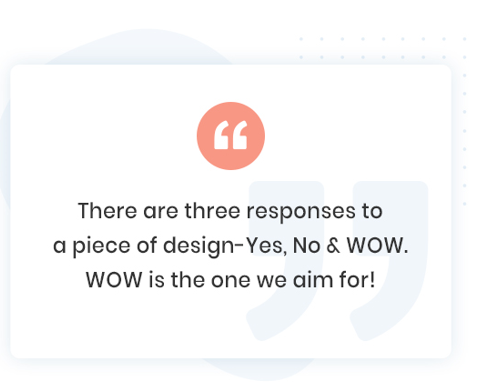 There are three responses to
a piece of design-Yes, No & WOW.
WOW is the one we aim for!